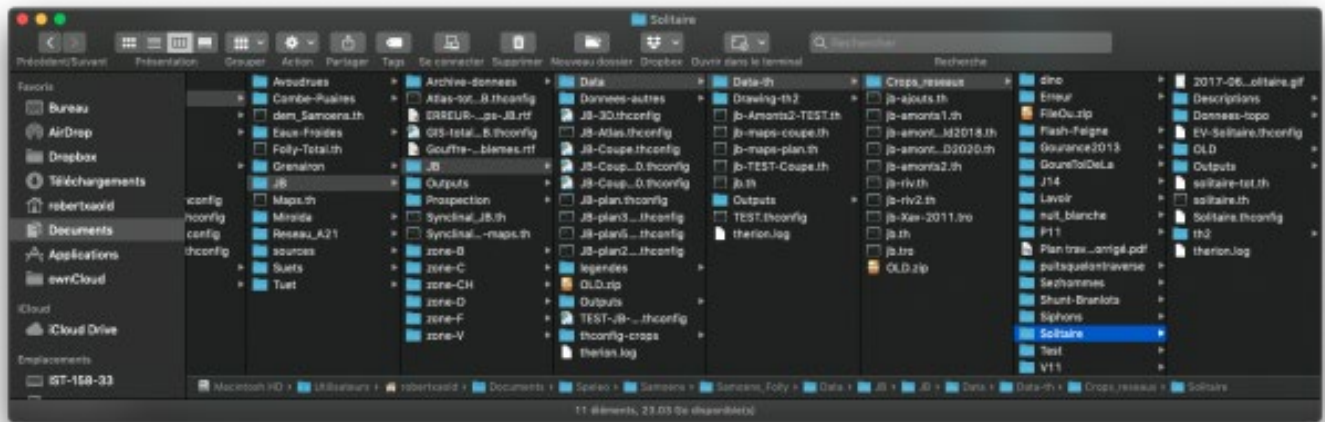 Solitaire
Précédent/Suivant Présentation Grouper Action Partager Tags Se connecter Supprimer Nouveau dossier Dropbox Ouvrir dans le terminal Recherche
Rechercher
Favoris
Bureau
AirDrop
Dropbox
Téléchargements
robertxaold
Documents
Applications
ownCloud
iCloud
iCloud Drive
Emplacements
IST-158-33
xconfig
hconfig
config
thconfig
Avoudrues
Combe-Puaires
dem_Samoens.th
Eaux-Froides
Folly-Total.th
Grenairon
JB
Maps.th
Mirolda
Reseau_A21
sources
Suets
Tuet
Archive-donnees
Atlas-tot...B.thconfig
ERREUR-...ps-JB.rtf
GIS-total...B.thconfig
Gouffre-...blemes.rtf
JB
Outputs
Prospection
Synclinal_JB.th
Synclinal...-maps.th
zone-B
zone-C
zone-CH
zone-D
zone-F
zone-V
Data
Donnees-autres
JB-3D.thconfig
JB-Atlas.thconfig
JB-Coupe.thconfig
JB-Coup...D.thconfig
JB-Coup...0.thconfig
JB-plan.thconfig
JB-plan3...thconfig
JB-plan5...thconfig
JB-plan2...thconfig
legendes
OLD.zip
Outputs
TEST-JB-...thconfig
thconfig-crops
therion.log
Data-th
Drawing-th2
jb-Amonts2-TEST.th
jb-maps-coupe.th
jb-maps-plan.th
jb-TEST-Coupe.th
jb.th
Outputs
TEST.thconfig
therion.log
Crops_reseaux
jb-ajouts.th
jb-amonts1.th
jb-amont...ld2018.th
jb-amont...D2020.th
jb-amonts2.th
jb-riv.th
jb-riv2.th
jb-Xav-2011.tro
jb.th
jb.tro
OLD.zip
dino
Erreur
FileOu.zip
Flash-Feigne
Gourance2013
GoureToiDeLa
J14
Lavoir
nuit_blanche
P11
Plan trav...orrigé.pdf
puitsquelontraverse
Sezhommes
Shunt-Branlots
Siphons
Solitaire
Test
V11
2017-06...olitaire.gif
Descriptions
Donnees-topo
EV-Solitaire.thconfig
OLD
Outputs
solitaire-tot.th
solitaire.th
Solitaire.thconfig
th2
therion.log
Macintosh HD Utilisateurs robertxaold Documents Speleo Samoens Samoens_Folly Data JB JB Data Data-th Crops_reseaux Solitaire
11 éléments, 23,03 Go disponible(s)